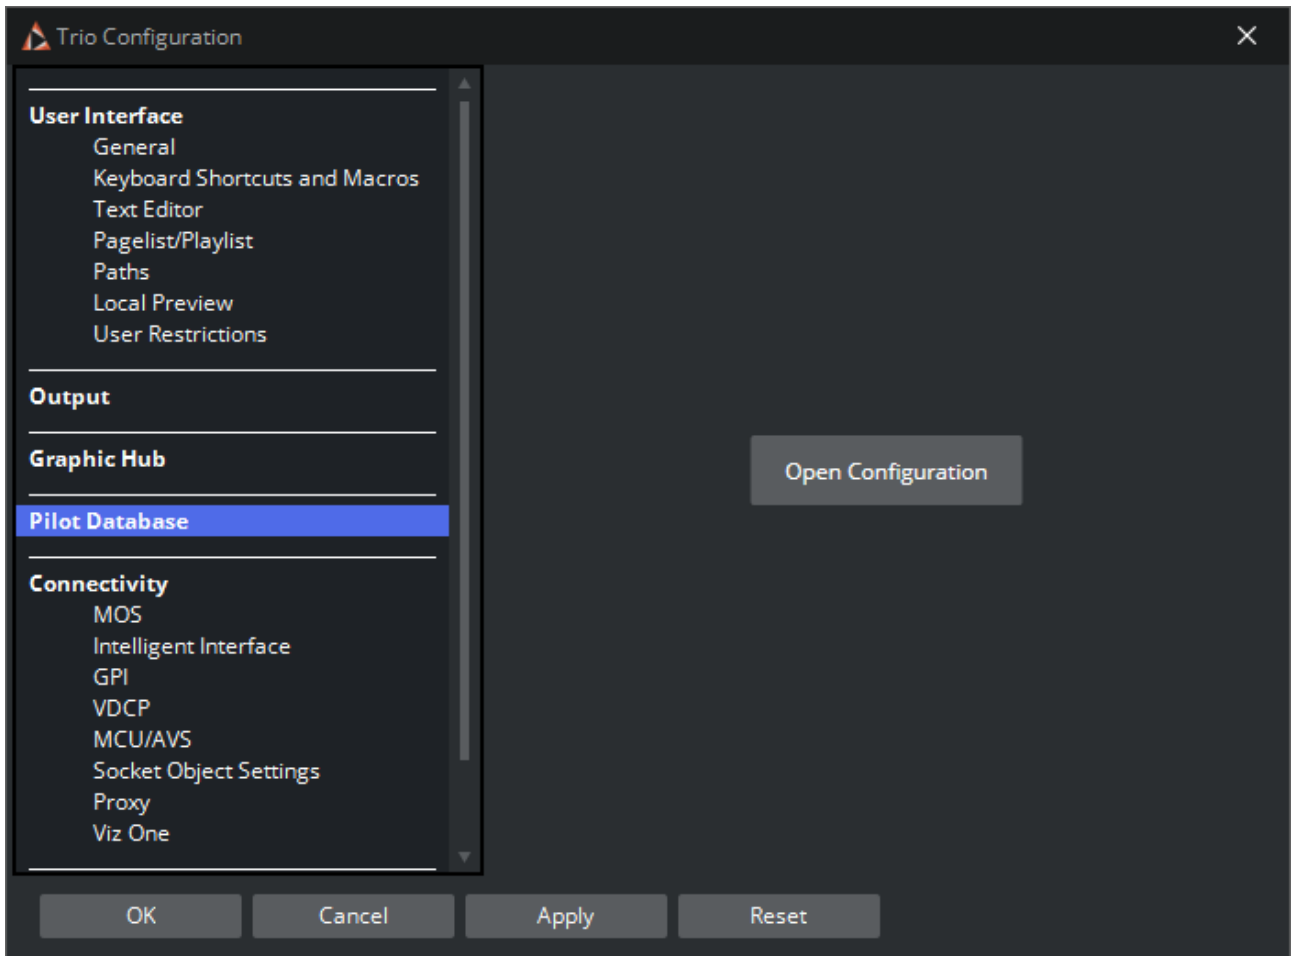 Trio Configuration
User Interface
General
Keyboard Shortcuts and Macros
Text Editor
Pagelist/Playlist
Paths
Local Preview
User Restrictions
Output
Graphic Hub
Pilot Database
Connectivity
MOS
Intelligent Interface
GPI
VDCP
MCU/AVS
Socket Object Settings
Proxy
Viz One
Open Configuration
OK
Cancel
Apply
Reset